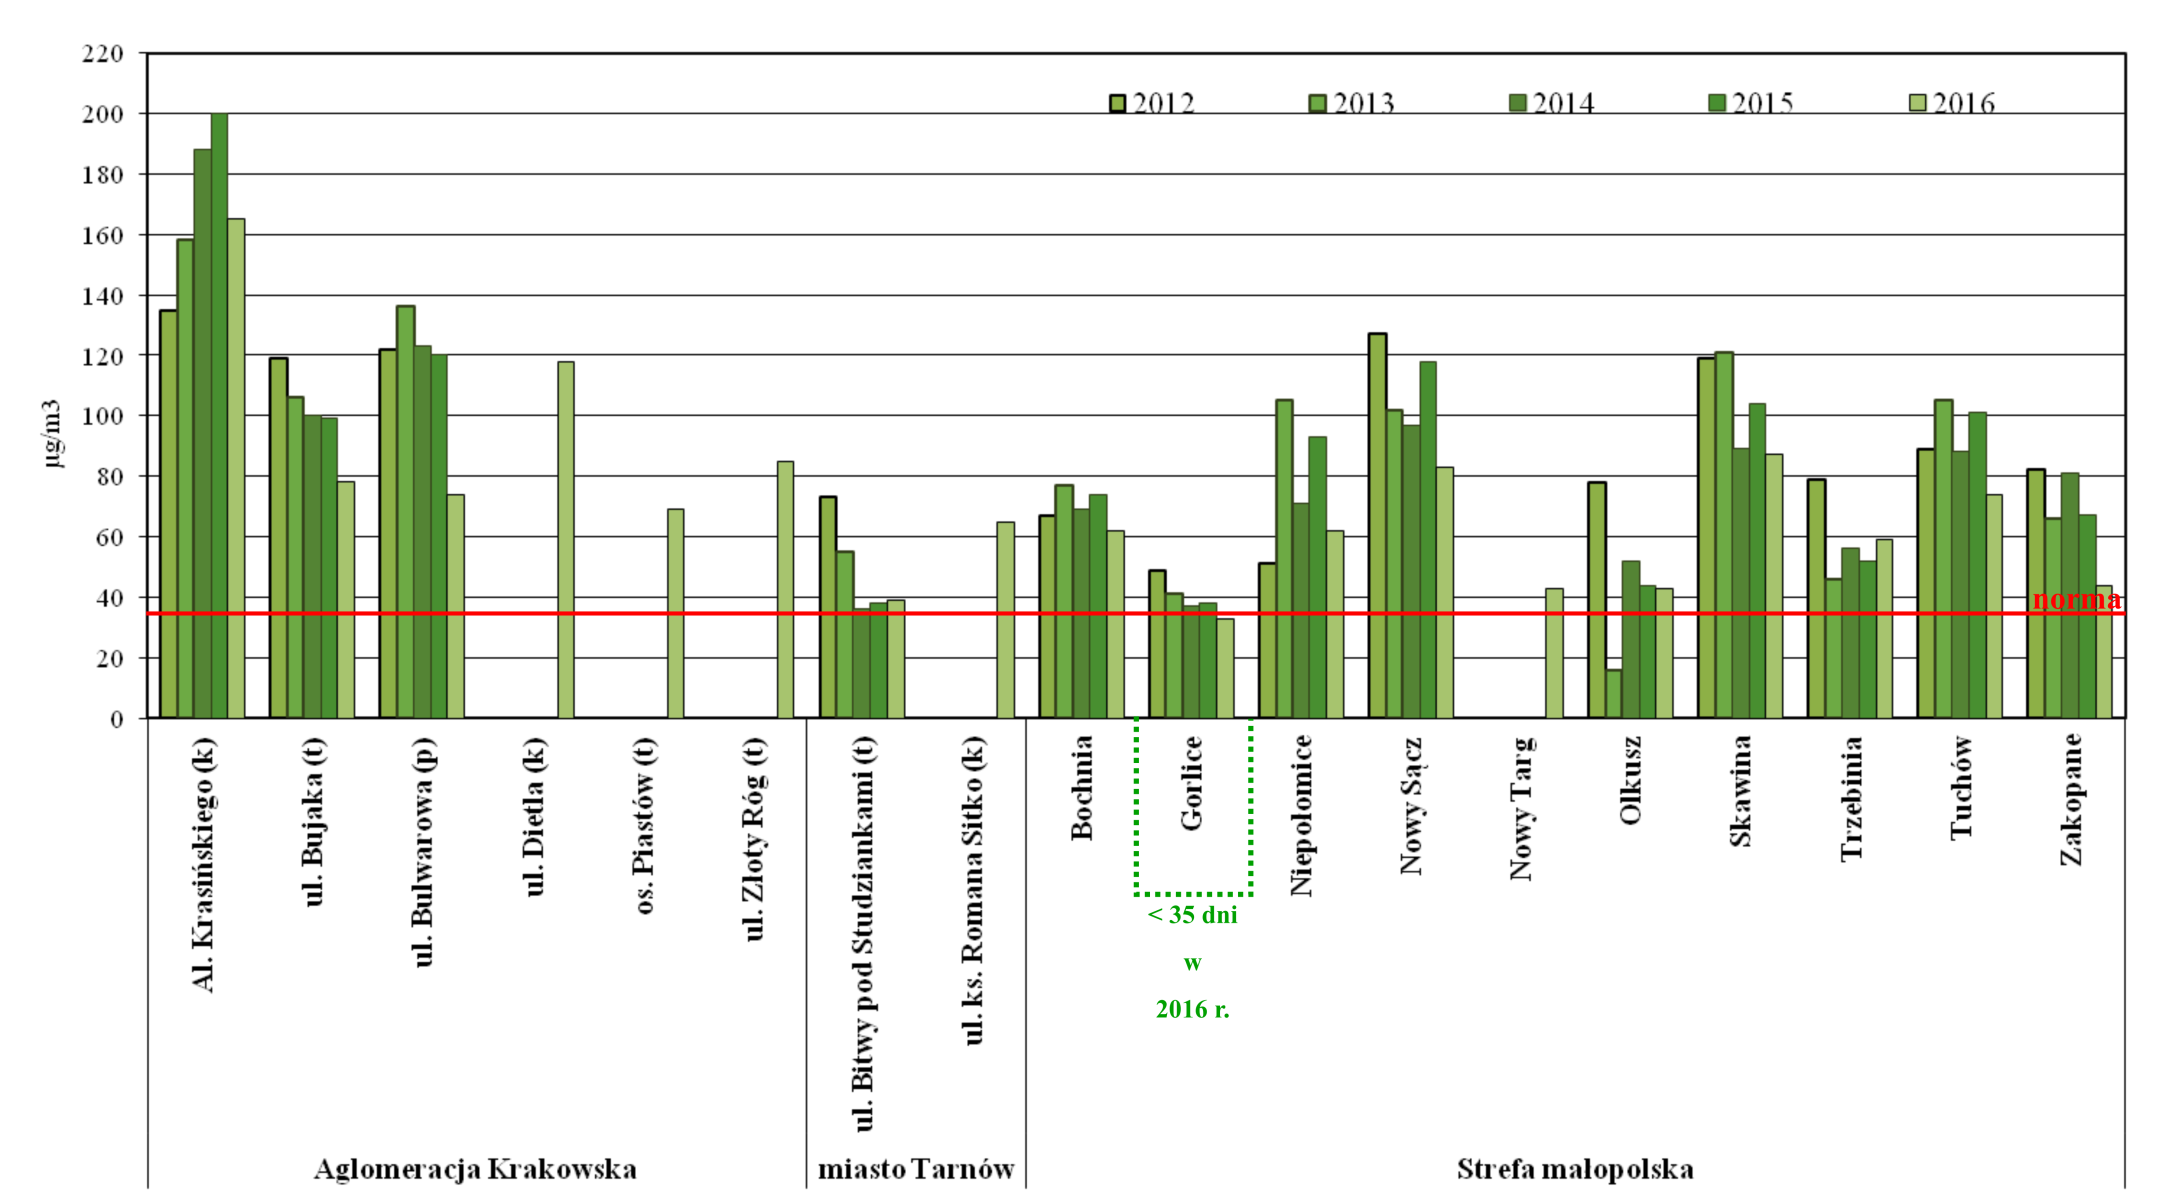 220
2012 2013 2014 2015 2016
200
180
160
140
120
100
80
60
40
20
0
µg/m3
norma
Al. Krasińskiego (k)
ul. Bujaka (t)
ul. Bulwarowa (p)
ul. Dietla (k)
os. Piastów (t)
ul. Złoty Róg (t)
ul. Bitwy pod Studziankami (t)
ul. ks. Romana Sitko (k)
Bochnia
Gorlice
Niepołomice
Nowy Sącz
Nowy Targ
Olkusz
Skawina
Trzebinia
Tuchów
Zakopane
< 35 dni
w
2016 r.
Aglomeracja Krakowska
miasto Tarnów
Strefa małopolska